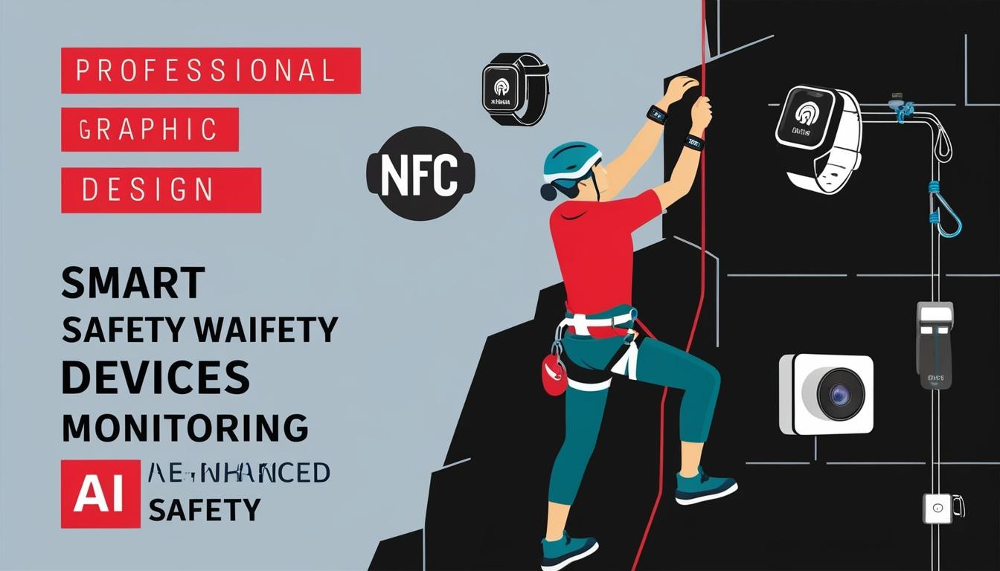 PROFESSIONAL
GRAPHIC
DESIGN
NFC
SMART
SAFETY WAIFETY
DEVICES
MONITORING
AI
SAFETY